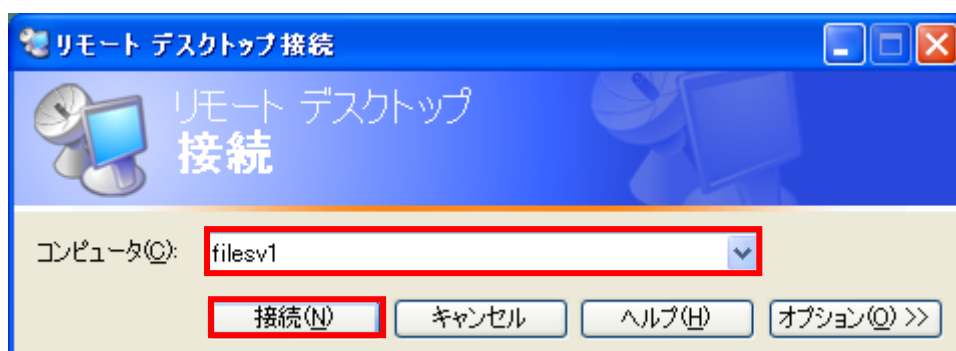 リモート デスクトップ接続
リモート デスクトップ
接続
コンピュータ(C): filesv1
接続(N) キャンセル ヘルプ(H) オプション(O) >>